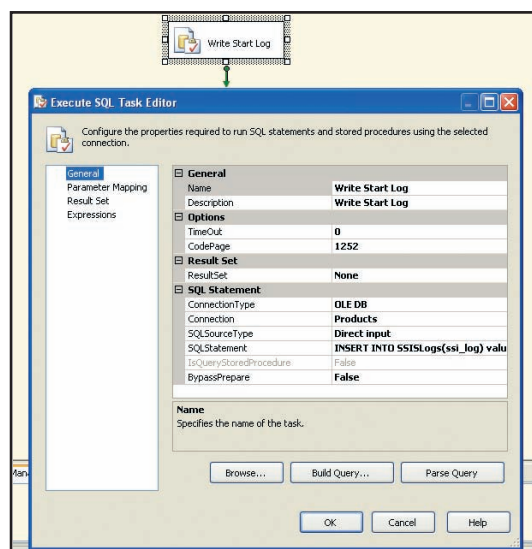 Write Start Log
Execute SQL Task Editor
Configure the properties required to run SQL statements and stored procedures using the selected
connection.
General
Parameter Mapping
Result Set
Expressions
General
Name Write Start Log
Description Write Start Log
Options
TimeOut 0
CodePage 1252
Result Set
ResultSet None
SQL Statement
ConnectionType OLE DB
Connection Products
SQLSourceType Direct input
SQLStatement INSERT INTO SSISLogs(ssi_log) valu
IsQueryStoredProcedure False
BypassPrepare False
Name
Specifies the name of the task.
Man
Browse... Build Query... Parse Query
OK Cancel Help